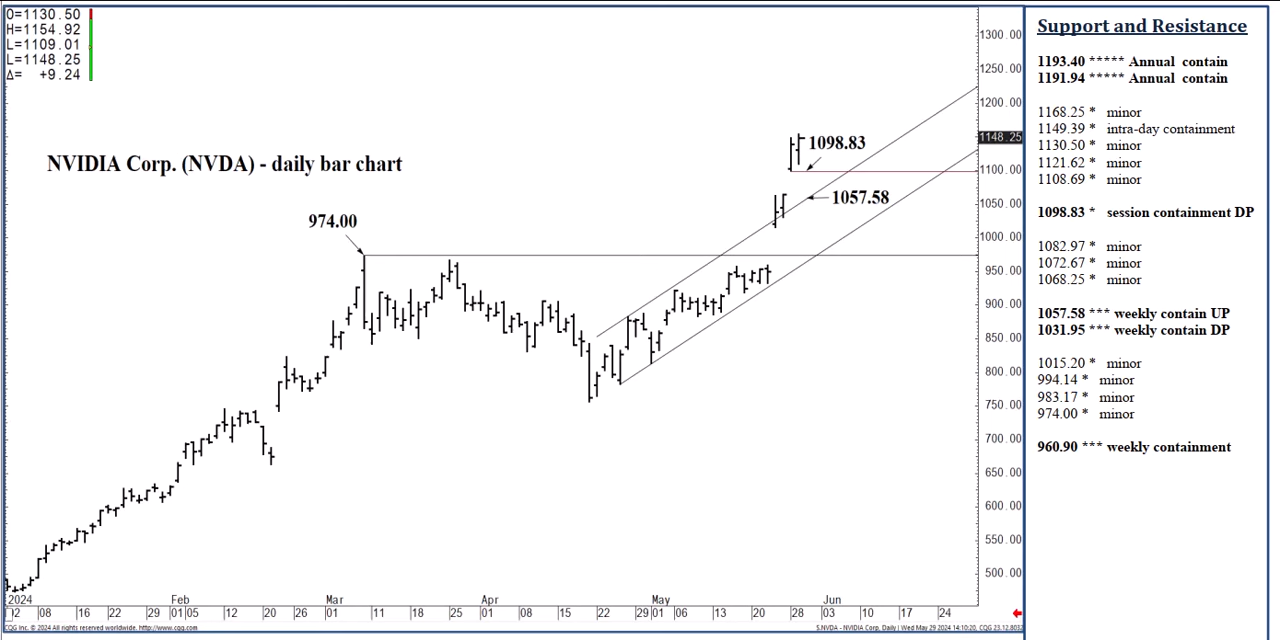 O=1130.50
H=1154.92
L=1109.01
L=1148.25
Δ= +9.24
NVIDIA Corp. (NVDA) - daily bar chart
974.00
1098.83
1057.58
1300.00
1250.00
1200.00
1148.25
1100.00
1050.00
1000.00
950.00
900.00
850.00
800.00
750.00
700.00
650.00
600.00
550.00
500.00
2024 Feb Mar Apr May Jun
02 08 16 22 29 01 05 12 20 26 01 11 18 25 01 08 15 22 29 01 06 13 20 28 03 10 17 24
CQG Inc. © 2024 All rights reserved worldwide. http://www.cqg.com
S.NVDA - NVIDIA Corp, Daily | Wed May 29 2024 14:10:20, CQG 23.12.8032
Support and Resistance
1193.40 ***** Annual contain
1191.94 ***** Annual contain
1168.25 * minor
1149.39 * intra-day containment
1130.50 * minor
1121.62 * minor
1108.69 * minor
1098.83 * session containment DP
1082.97 * minor
1072.67 * minor
1068.25 * minor
1057.58 *** weekly contain UP
1031.95 *** weekly contain DP
1015.20 * minor
994.14 * minor
983.17 * minor
974.00 * minor
960.90 *** weekly containment